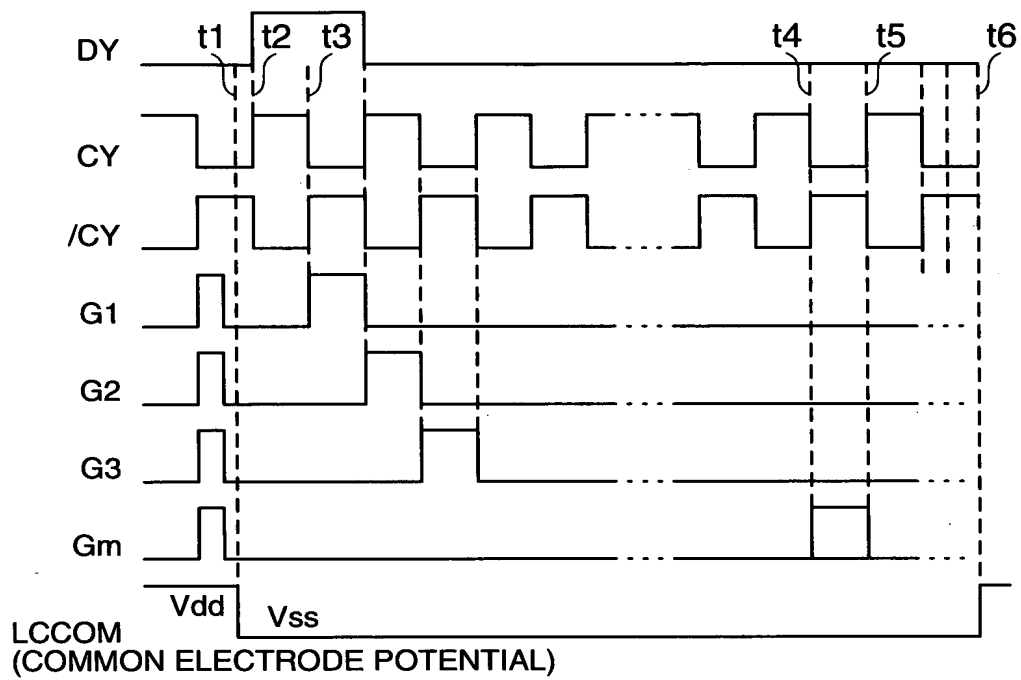 DY
t1 t2 t3 t4 t5 t6
CY
/CY
G1
G2
G3
Gm
Vdd Vss
LCCOM
(COMMON ELECTRODE POTENTIAL)